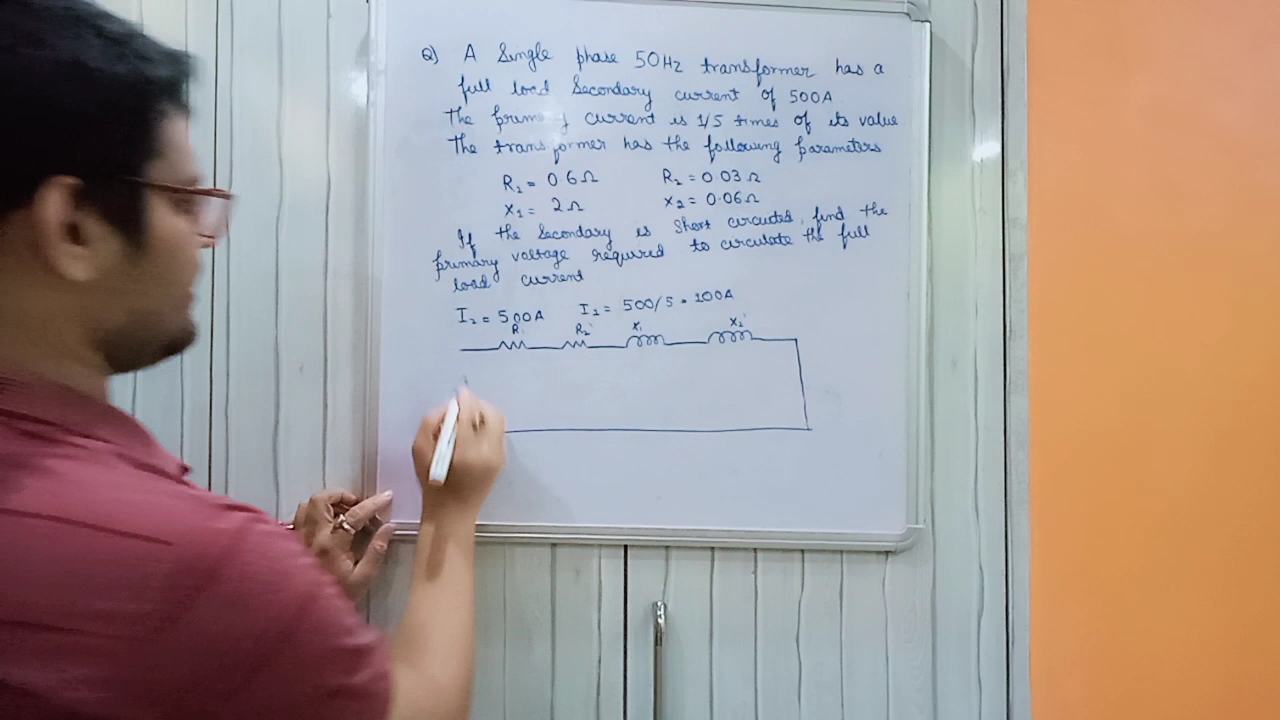 Q) A Single phase 50Hz transformer has a
full load Secondary current of 500A
The primary current is 1/5 times of its value
The transformer has the following parameters
R₁ = 0.6Ω R₂ = 0.03Ω
X₁ = 2Ω X₂ = 0.06Ω
If the Secondary is Short circuited, find the
primary voltage required to circulate the full
load current
I₂ = 500A I₁ = 500/5 = 100A
R₁ R₂' X₁ X₂'